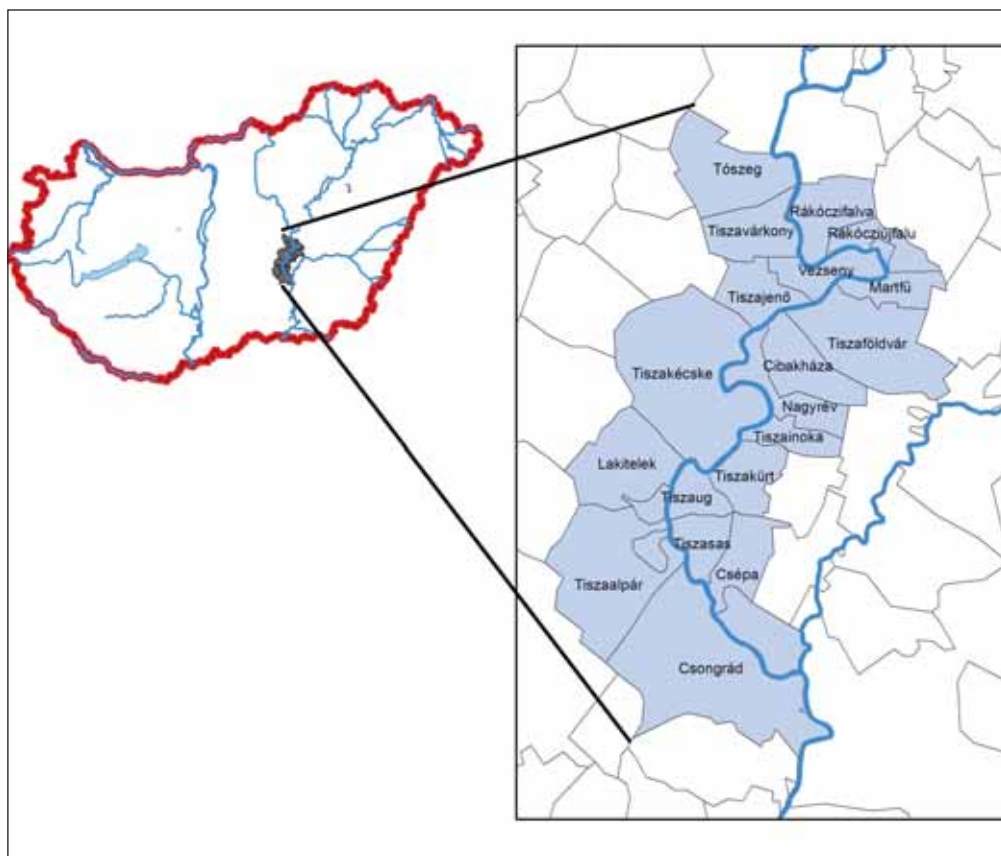 Tószeg
Rákóczifalva
Tiszavárkony
Rákócziújfalu
Vezseny
Martfű
Tiszajenő
Tiszaföldvár
Cibakháza
Tiszakécske
Nagyrév
Tiszainoka
Lakitelek
Tiszakürt
Tiszaug
Tiszasas
Csépa
Tiszaalpár
Csongrád